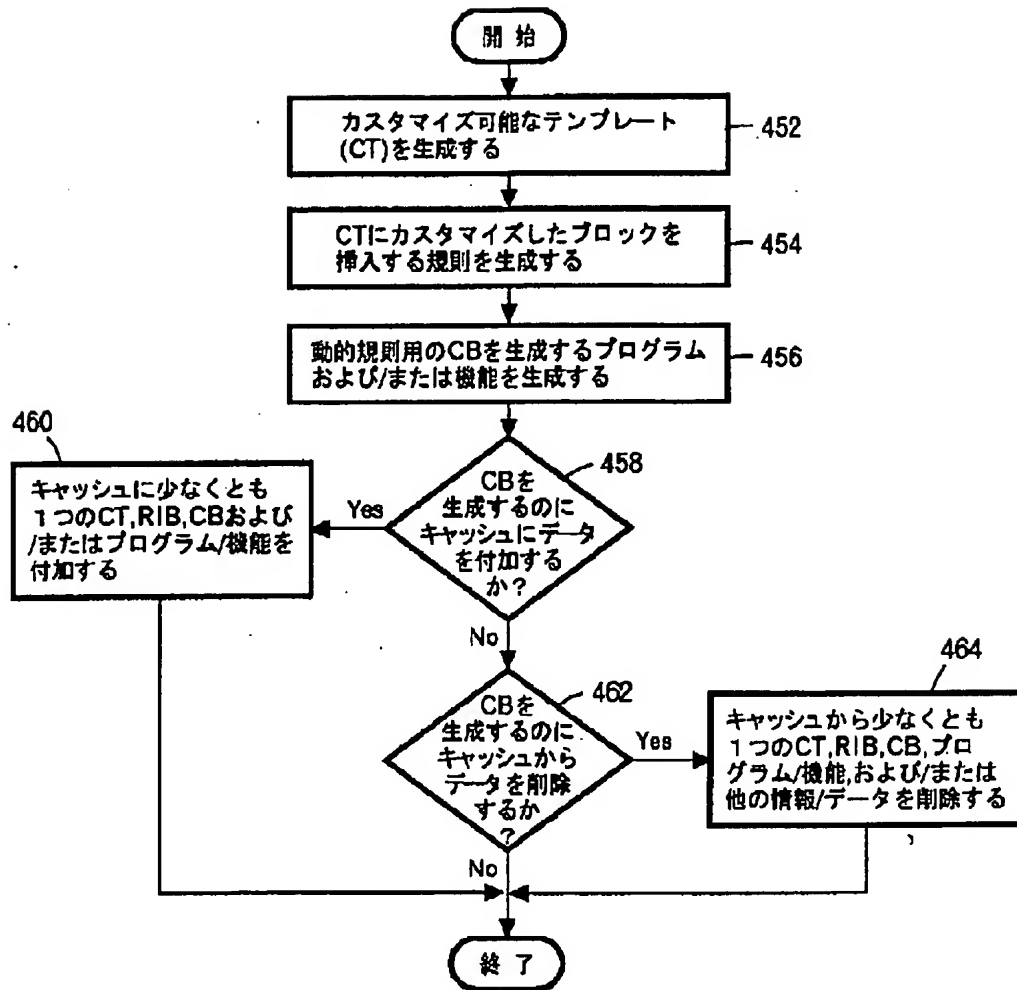 開 始
カスタマイズ可能なテンプレート
(CT)を生成する
452
CTにカスタマイズしたブロックを
挿入する規則を生成する
454
動的規則用のCBを生成するプログラム
および/または機能を生成する
456
460
キャッシュに少なくとも
1つのCT,RIB,CBおよび
/またはプログラム/機能を
付加する
Yes
458
CBを
生成するのに
キャッシュにデータ
を付加する
か?
No
462
CBを
生成するのに
キャッシュから
データを削除
するか
?
Yes
464
キャッシュから少なくとも
1つのCT,RIB,CB,プロ
グラム/機能,および/または
他の情報/データを削除する
No
終 了